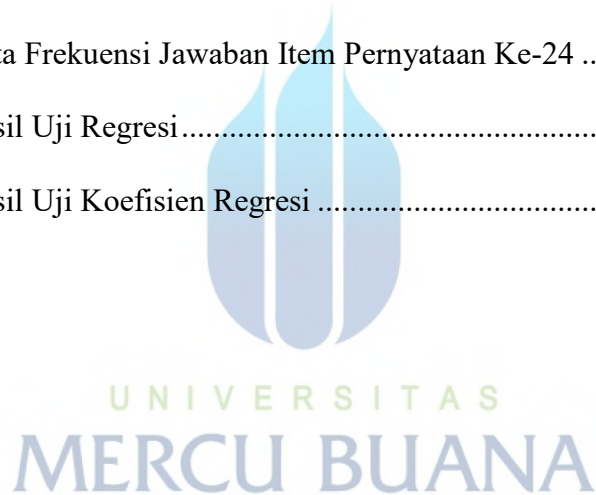 ta Frekuensi Jawaban Item Pernyataan Ke-24 ..
sil Uji Regresi.................................................
sil Uji Koefisien Regresi .................................
UNIVERSITAS
MERCU BUANA